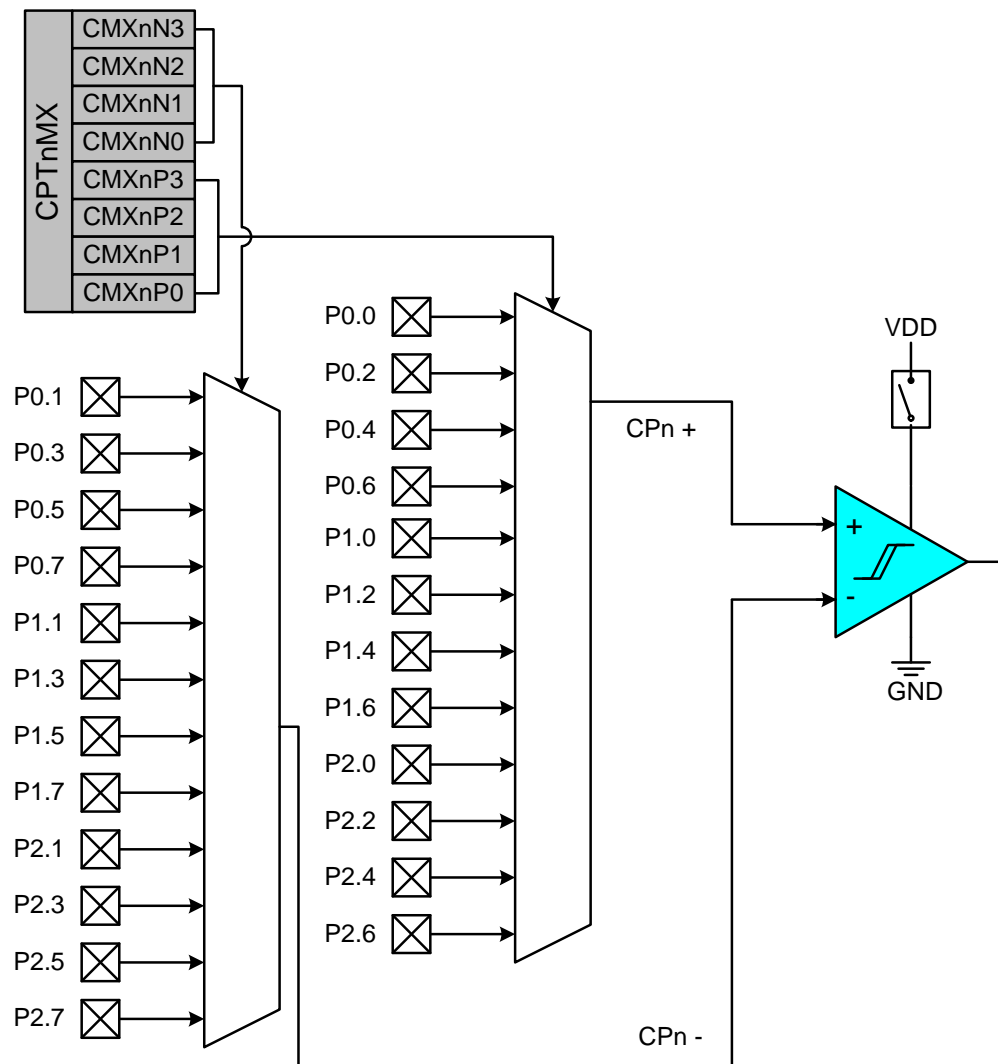 CPTnMX
CMXnN3
CMXnN2
CMXnN1
CMXnN0
CMXnP3
CMXnP2
CMXnP1
CMXnP0
P0.1
P0.3
P0.5
P0.7
P1.1
P1.3
P1.5
P1.7
P2.1
P2.3
P2.5
P2.7
P0.0
P0.2
P0.4
P0.6
P1.0
P1.2
P1.4
P1.6
P2.0
P2.2
P2.4
P2.6
CPn +
CPn -
VDD
+
-
GND